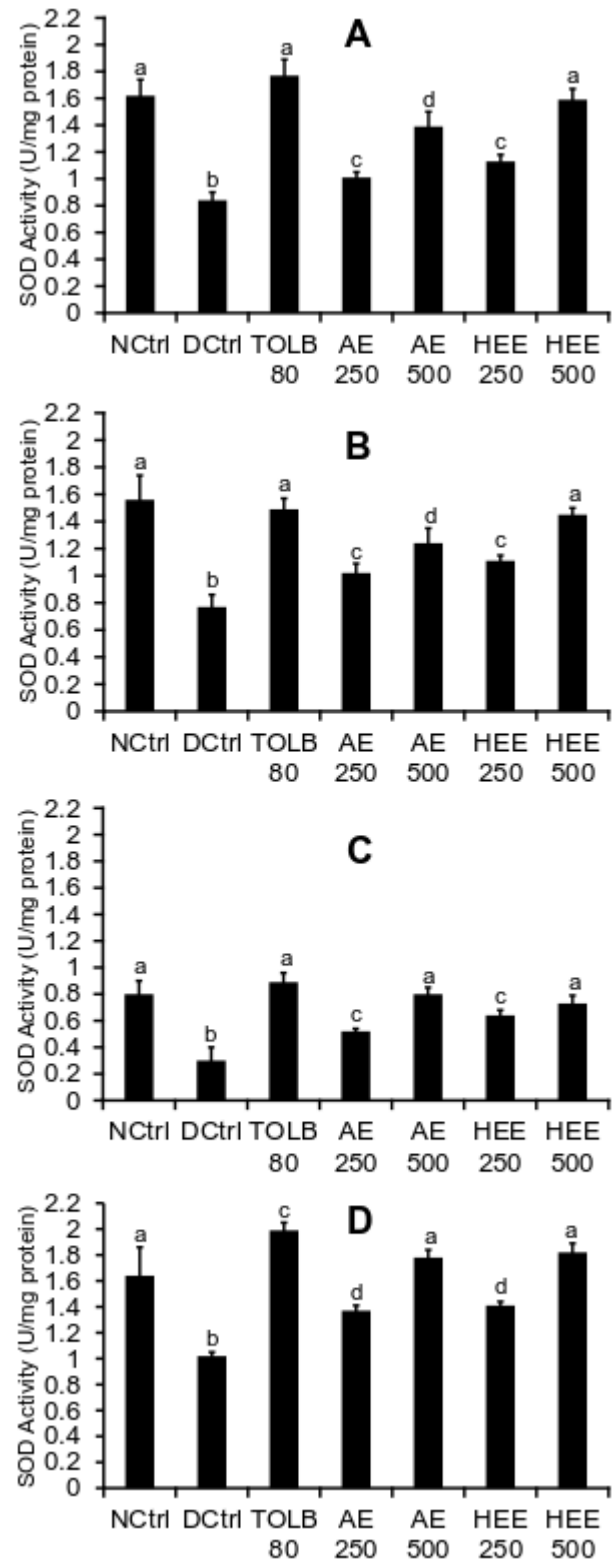 A
SOD Activity (U/mg protein)
2.2
2
1.8
1.6
1.4
1.2
1
0.8
0.6
0.4
0.2
0
a
b
a
c
d
c
a
NCtrl DCtrl TOLB AE AE HEE HEE
80 250 500 250 500
B
SOD Activity (U/mg protein)
2.2
2
1.8
1.6
1.4
1.2
1
0.8
0.6
0.4
0.2
0
a
b
a
c
d
c
a
NCtrl DCtrl TOLB AE AE HEE HEE
80 250 500 250 500
C
SOD Activity (U/mg protein)
2.2
2
1.8
1.6
1.4
1.2
1
0.8
0.6
0.4
0.2
0
a
b
a
c
a
c
a
NCtrl DCtrl TOLB AE AE HEE HEE
80 250 500 250 500
D
SOD Activity (U/mg protein)
2.2
2
1.8
1.6
1.4
1.2
1
0.8
0.6
0.4
0.2
0
a
b
c
d
a
d
a
NCtrl DCtrl TOLB AE AE HEE HEE
80 250 500 250 500